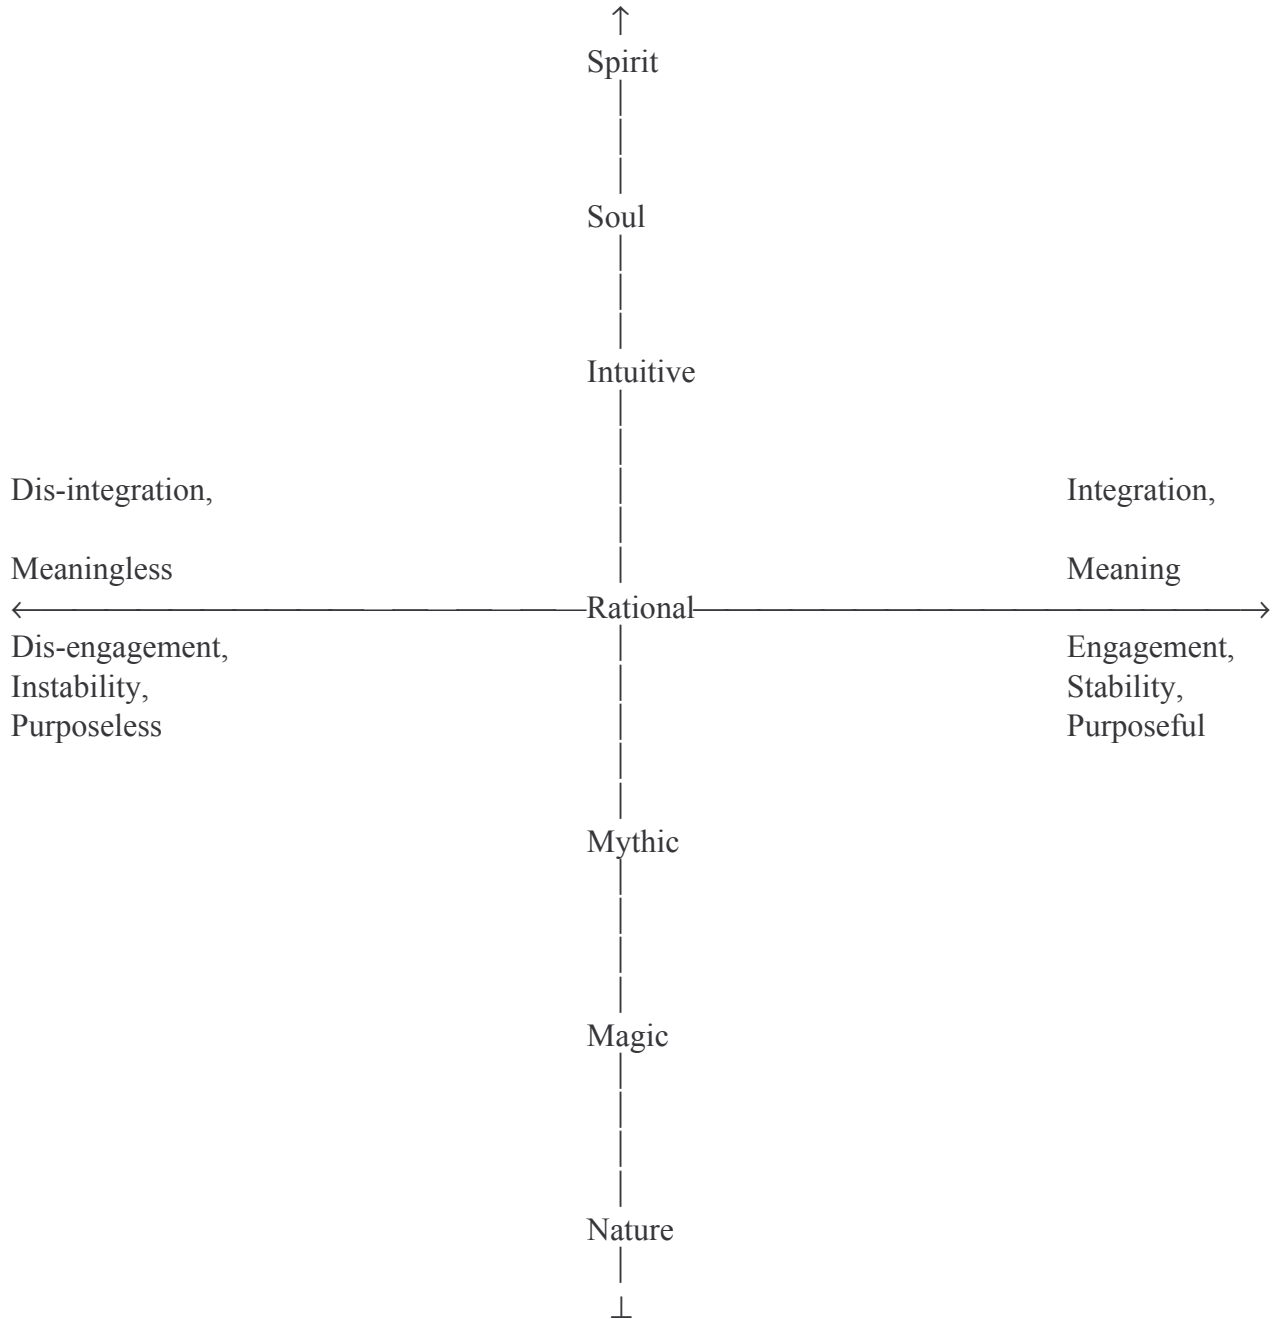 Spirit
Soul
Intuitive
Dis-integration,
Integration,
Meaningless
Meaning
Rational
Dis-engagement,
Engagement,
Instability,
Stability,
Purposeless
Purposeful
Mythic
Magic
Nature